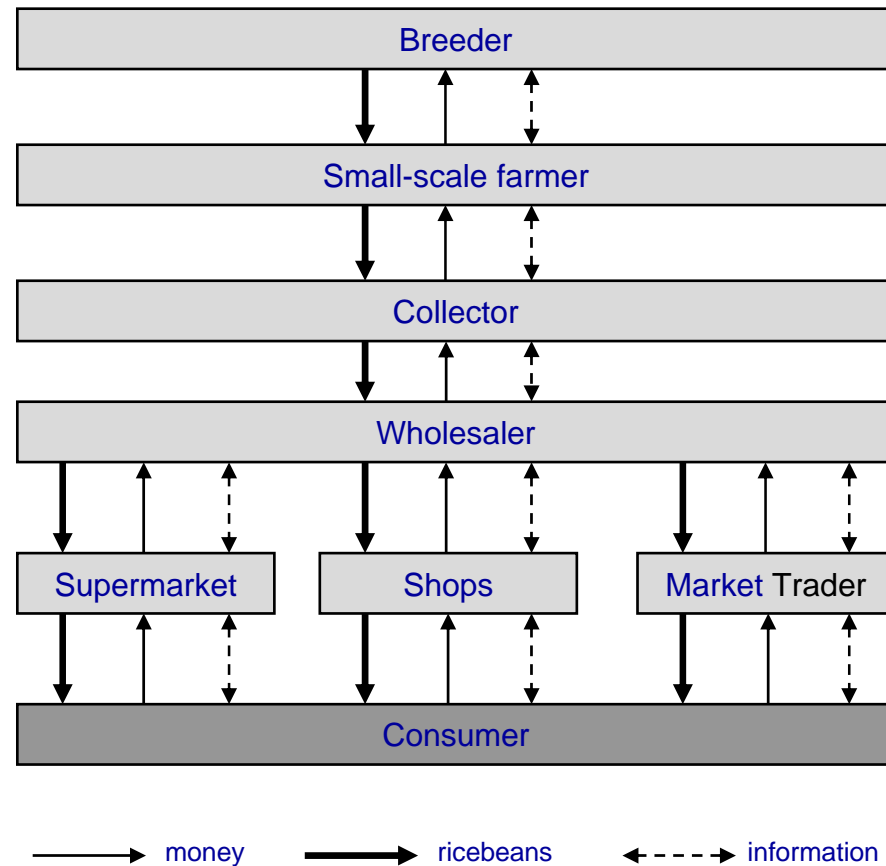 Breeder
Small-scale farmer
Collector
Wholesaler
Supermarket Shops Market Trader
Consumer
money ricebeans information